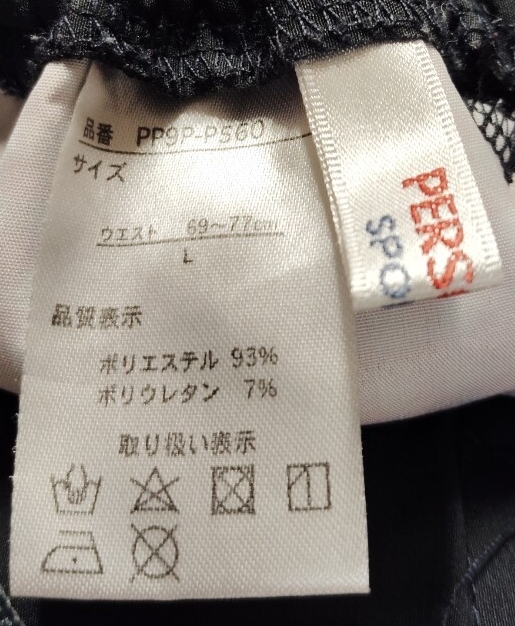 品番 PP9P-PS60
サイズ
ウエスト 69～77cm
L
品質表示
ポリエステル 93%
ポリウレタン 7%
取り扱い表示
PERS
SPO